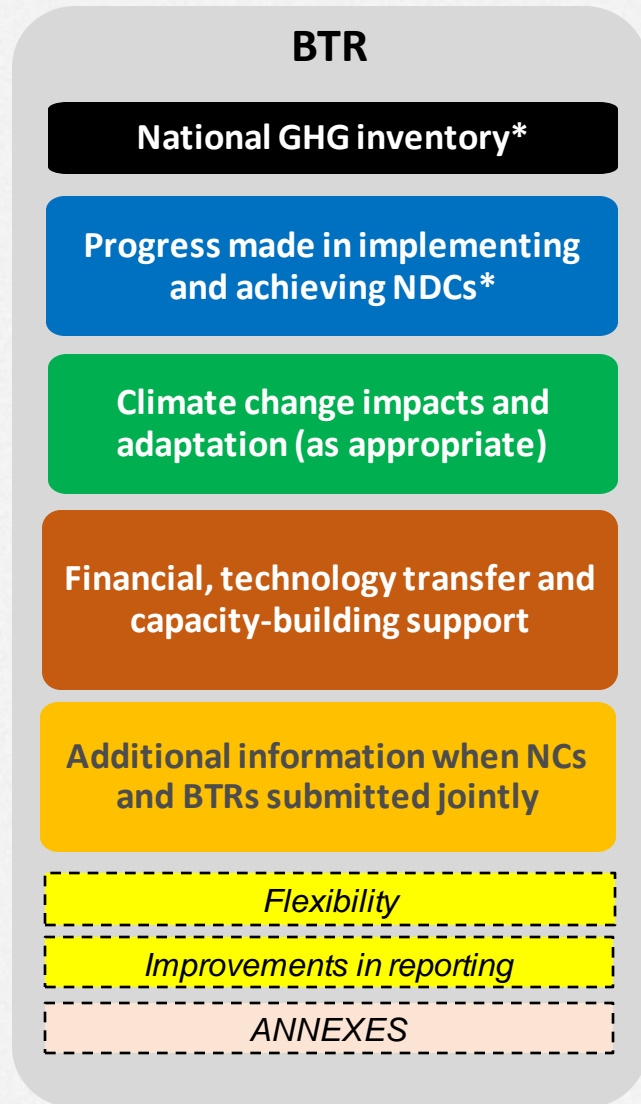 BTR
National GHG inventory*
Progress made in implementing
and achieving NDCs*
Climate change impacts and
adaptation (as appropriate)
Financial, technology transfer and
capacity-building support
Additional information when NCs
and BTRs submitted jointly
Flexibility
Improvements in reporting
ANNEXES